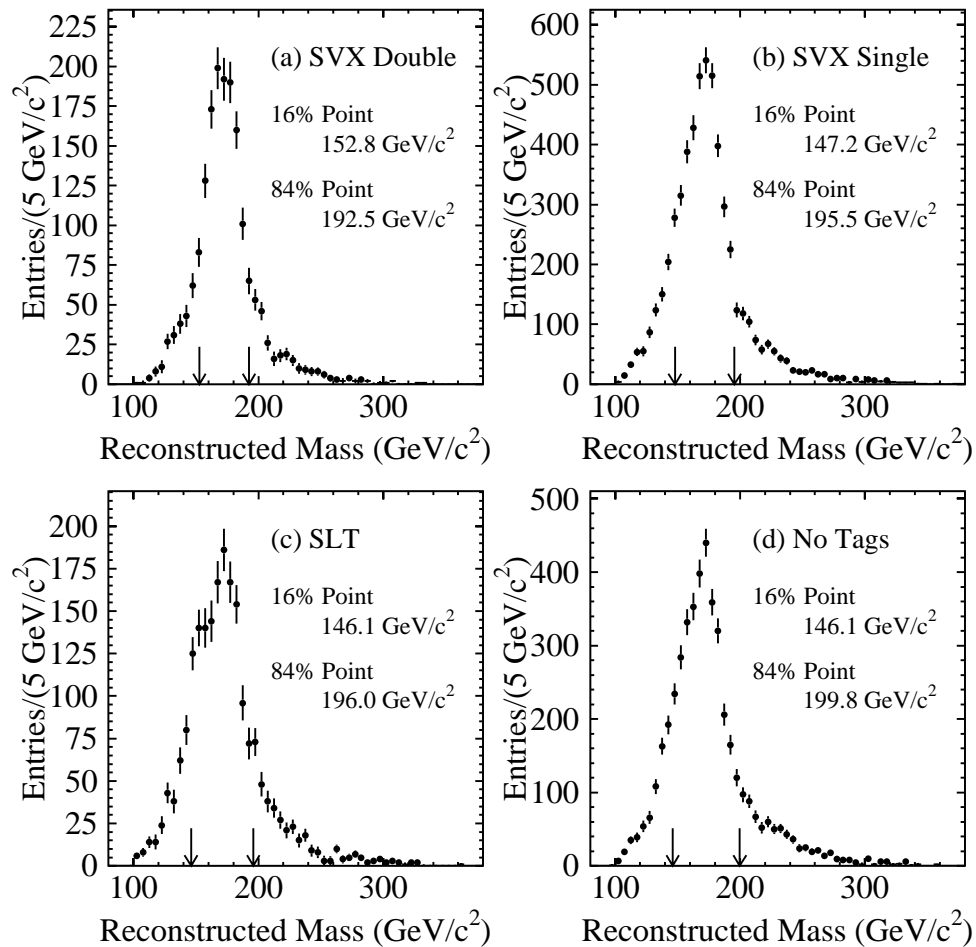 (a) SVX Double
16% Point
152.8 GeV/c²
84% Point
192.5 GeV/c²
Entries/(5 GeV/c²)
225
200
175
150
125
100
75
50
25
0
100 200 300
Reconstructed Mass (GeV/c²)
(b) SVX Single
16% Point
147.2 GeV/c²
84% Point
195.5 GeV/c²
Entries/(5 GeV/c²)
600
500
400
300
200
100
0
100 200 300
Reconstructed Mass (GeV/c²)
(c) SLT
16% Point
146.1 GeV/c²
84% Point
196.0 GeV/c²
Entries/(5 GeV/c²)
200
175
150
125
100
75
50
25
0
100 200 300
Reconstructed Mass (GeV/c²)
(d) No Tags
16% Point
146.1 GeV/c²
84% Point
199.8 GeV/c²
Entries/(5 GeV/c²)
500
400
300
200
100
0
100 200 300
Reconstructed Mass (GeV/c²)